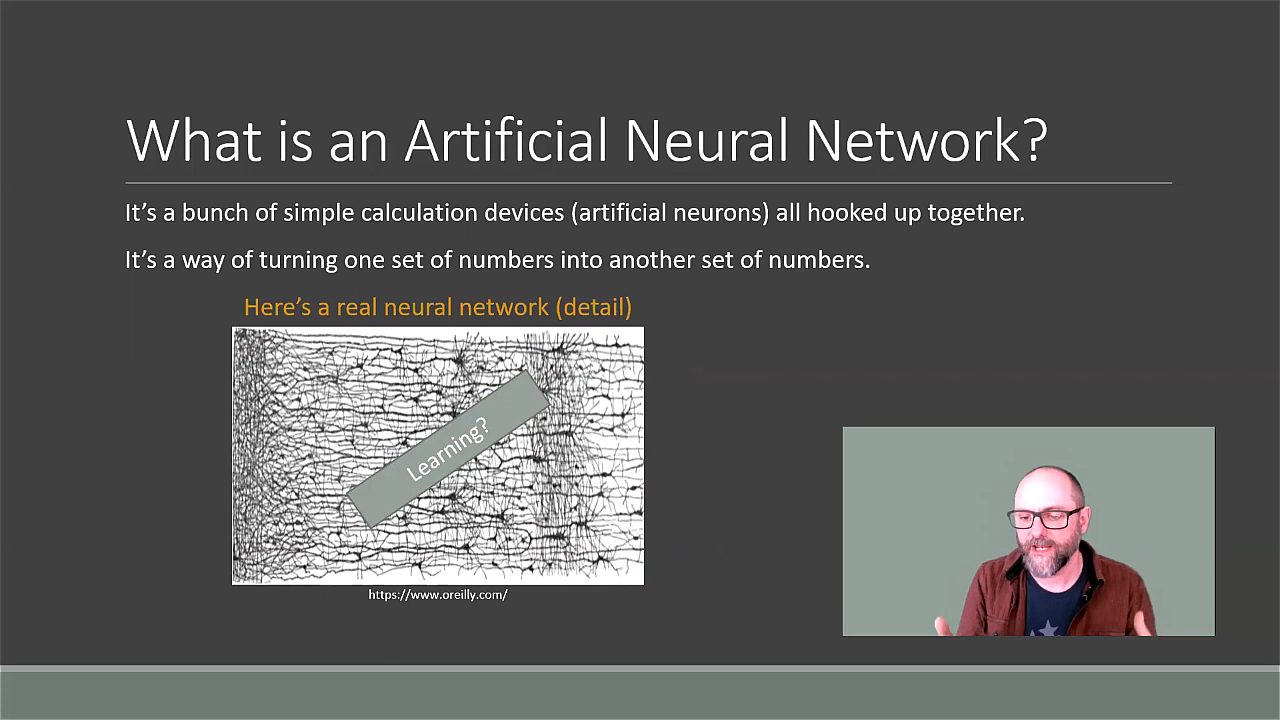 What is an Artificial Neural Network?
It’s a bunch of simple calculation devices (artificial neurons) all hooked up together.
It’s a way of turning one set of numbers into another set of numbers.
Here’s a real neural network (detail)
Learning?
https://www.oreilly.com/